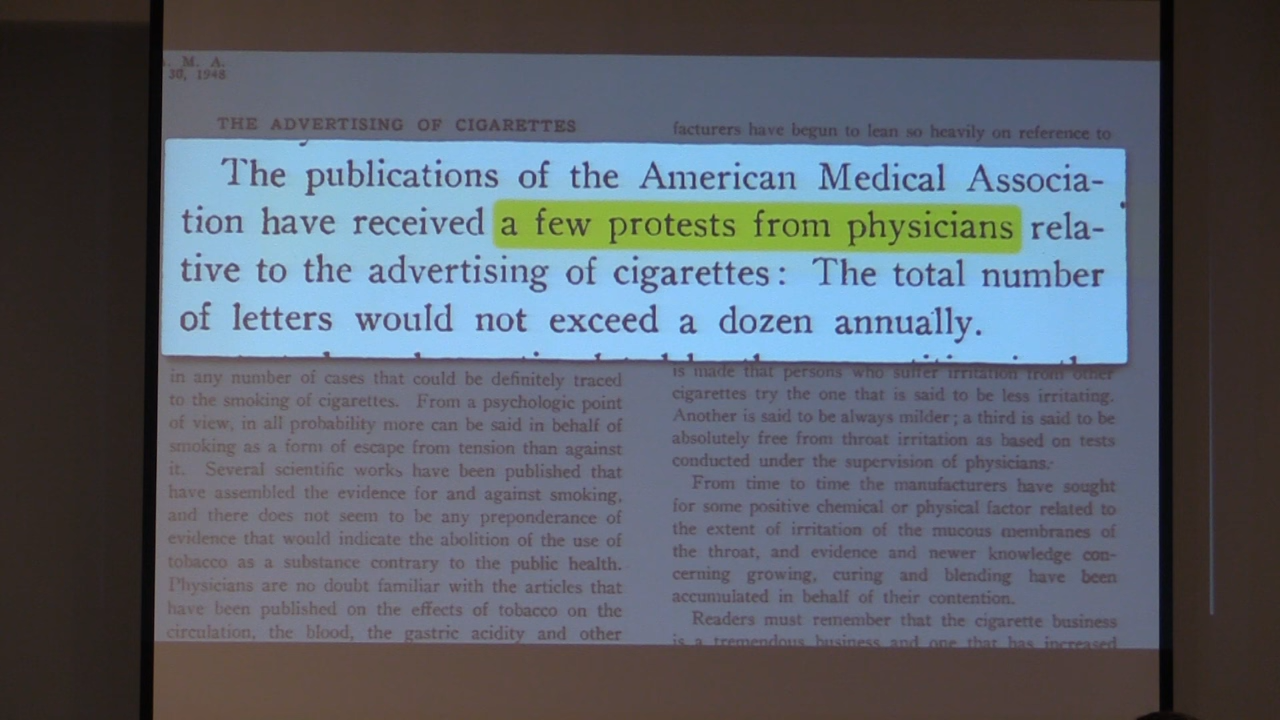 M. A.
30, 1948
THE ADVERTISING OF CIGARETTES
The publications of the American Medical Associa-
tion have received a few protests from physicians rela-
tive to the advertising of cigarettes: The total number
of letters would not exceed a dozen annually.
in any number of cases that could be definitely traced
to the smoking of cigarettes. From a psychologic point
of view, in all probability more can be said in behalf of
smoking as a form of escape from tension than against
it. Several scientific works have been published that
have assembled the evidence for and against smoking,
and there does not seem to be any preponderance of
evidence that would indicate the abolition of the use of
tobacco as a substance contrary to the public health.
Physicians are no doubt familiar with the articles that
have been published on the effects of tobacco on the
circulation, the blood, the gastric acidity and other
facturers have begun to lean so heavily on reference to
is made that persons who suffer irritation from other
cigarettes try the one that is said to be less irritating.
Another is said to be always milder; a third is said to be
absolutely free from throat irritation as based on tests
conducted under the supervision of physicians.
From time to time the manufacturers have sought
for some positive chemical or physical factor related to
the extent of irritation of the mucous membranes of
the throat, and evidence and newer knowledge con-
cerning growing, curing and blending have been
accumulated in behalf of their contention.
Readers must remember that the cigarette business
is a tremendous business and one that has increased